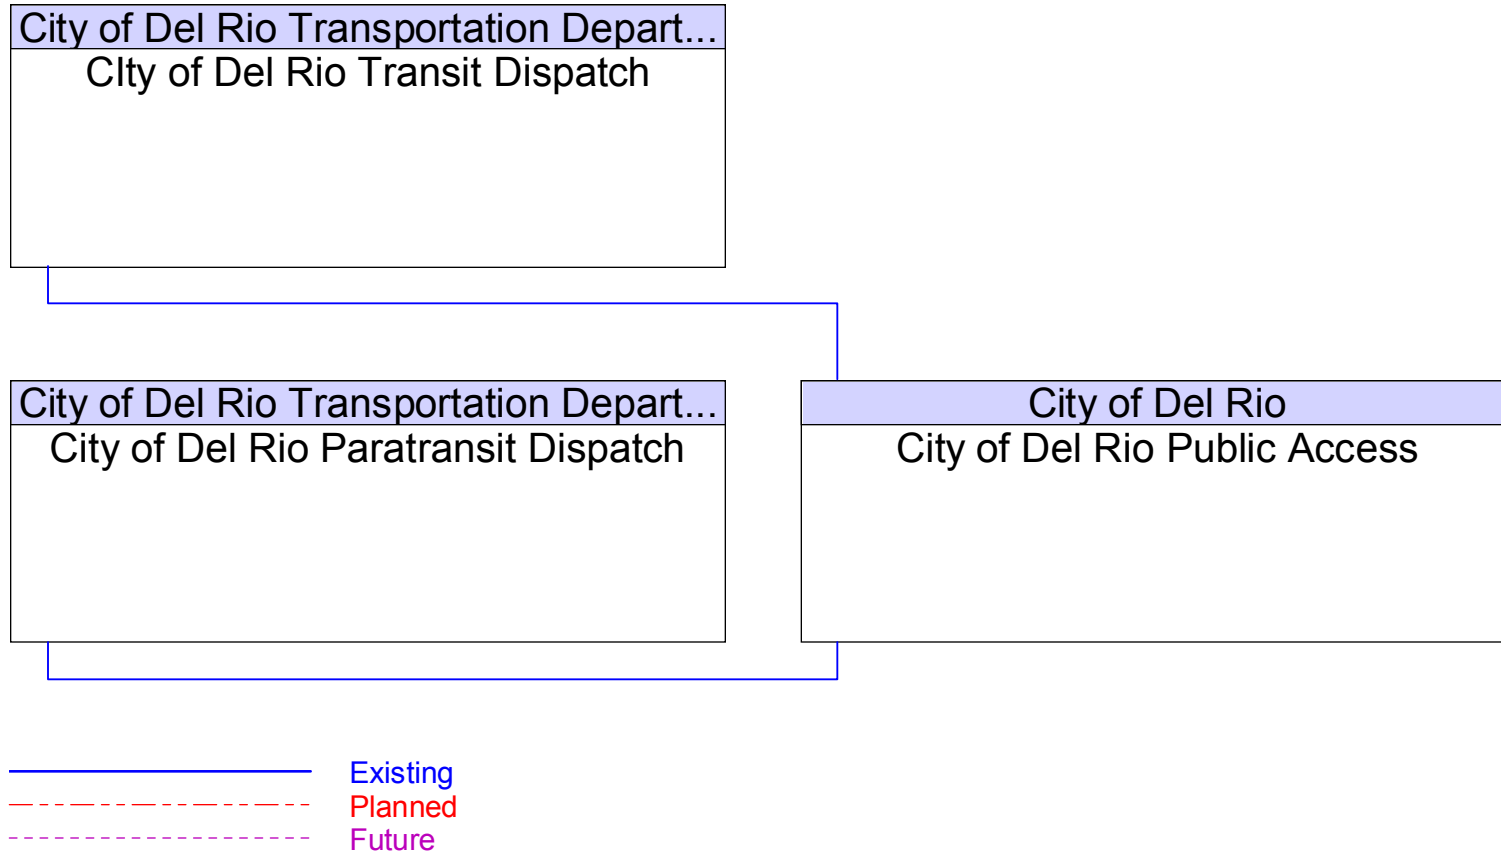 City of Del Rio Transportation Depart...
CIty of Del Rio Transit Dispatch
City of Del Rio Transportation Depart...
City of Del Rio Paratransit Dispatch
City of Del Rio
City of Del Rio Public Access
Existing
Planned
Future